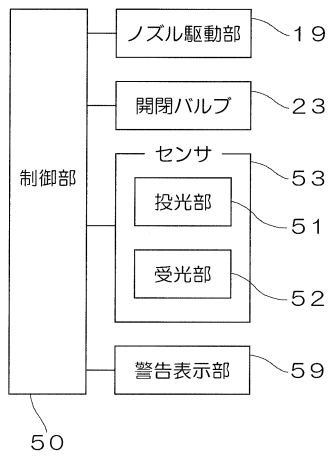 ノズル駆動部 19
開閉バルブ 23
センサ 53
制御部
投光部 51
受光部 52
警告表示部 59
50